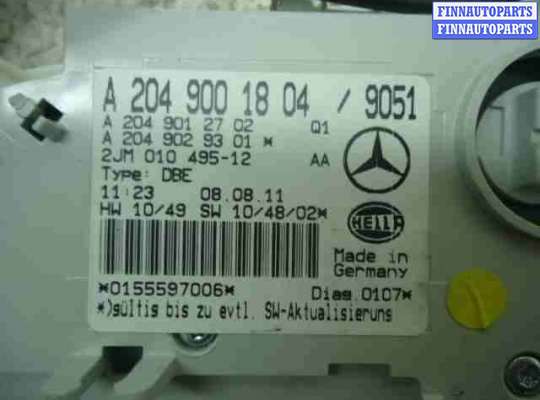 FINNAUTOPARTS
FINNAUTOPARTS
A 204 900 18 04 / 9051
A 204 901 27 02 Q1
A 204 902 93 01 *
2JM 010 495-12 AA
Type: DBE
11:23 08.08.11
HW 10/49 SW 10/48/02*
HELLA
Made in
Germany
*0155597006* Diag.0107*
*)gültig bis zu evtl. SW-Aktualisierung